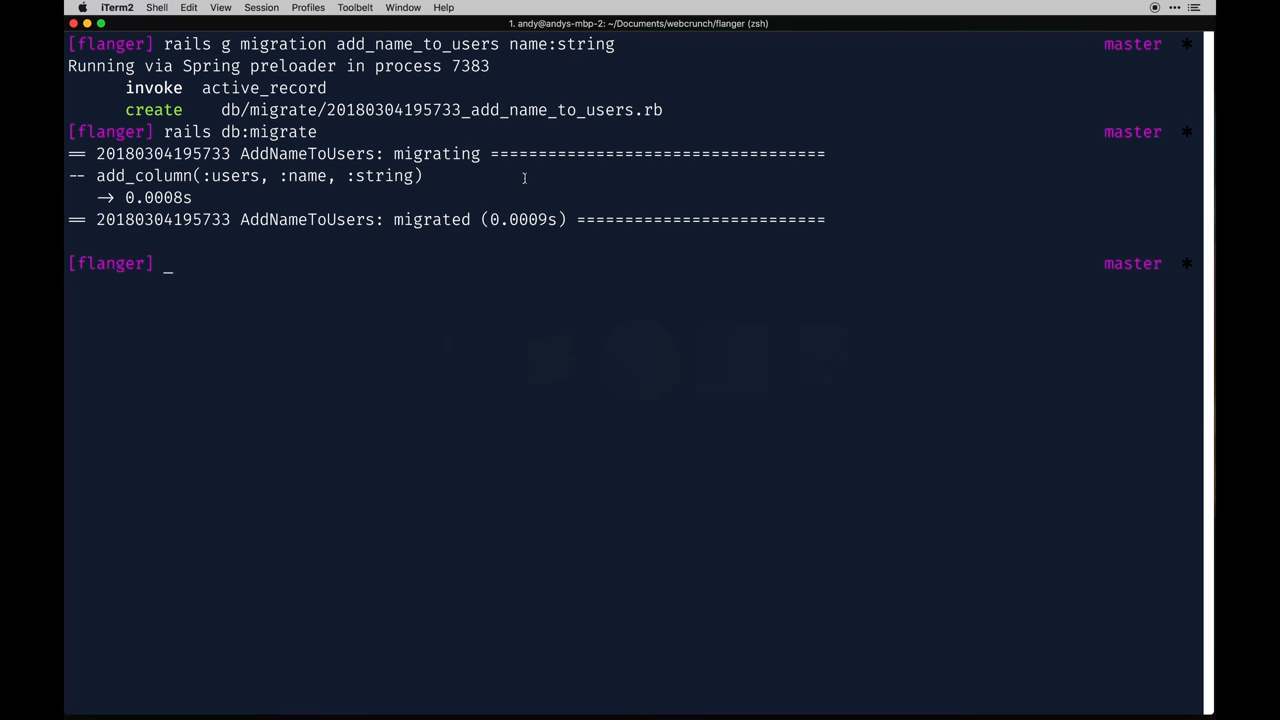 iTerm2 Shell Edit View Session Profiles Toolbelt Window Help
1. andy@andys-mbp-2: ~/Documents/webcrunch/flanger (zsh)
[flanger] rails g migration add_name_to_users name:string master *
Running via Spring preloader in process 7383
invoke active_record
create db/migrate/20180304195733_add_name_to_users.rb
[flanger] rails db:migrate master *
== 20180304195733 AddNameToUsers: migrating ===================================
-- add_column(:users, :name, :string)
-> 0.0008s
== 20180304195733 AddNameToUsers: migrated (0.0009s) ==========================
[flanger] _ master *